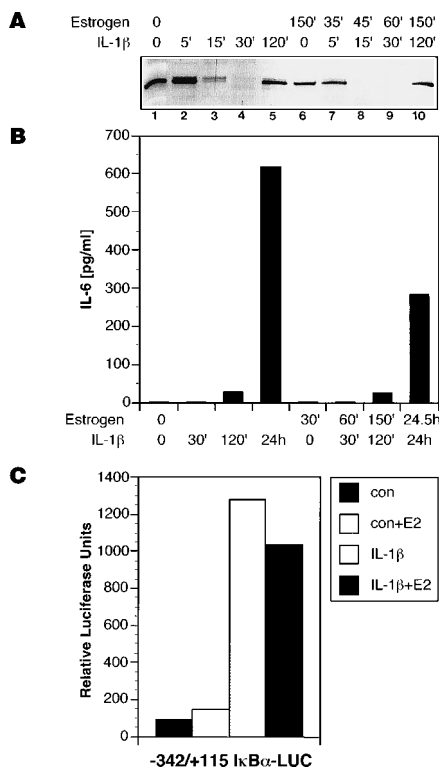 A
Estrogen 0 150' 35' 45' 60' 150'
IL-1β 0 5' 15' 30' 120' 0 5' 15' 30' 120'
1 2 3 4 5 6 7 8 9 10
B
700
600
500
400
300
200
100
0
IL-6 [pg/ml]
Estrogen 0 30' 60' 150' 24.5h
IL-1β 0 30' 120' 24h 0 30' 120' 24h
C
1400
1200
1000
800
600
400
200
0
Relative Luciferase Units
-342/+115 IκBα-LUC
con
con+E2
IL-1β
IL-1β+E2